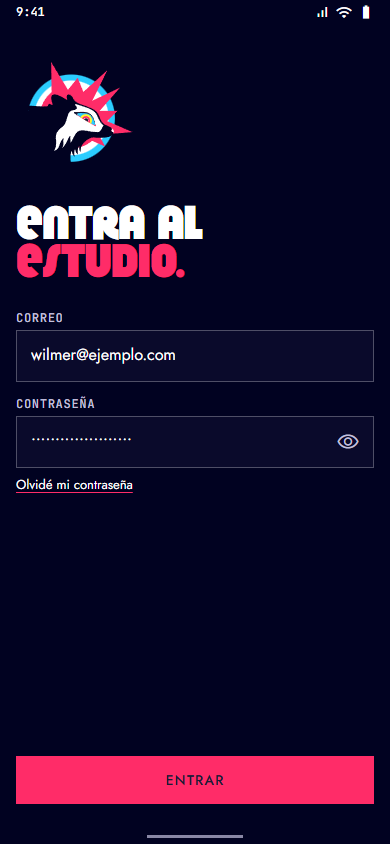 9:41
ENTRA AL
ESTUDIO.
CORREO
wilmer@ejemplo.com
CONTRASEÑA
Olvidé mi contraseña
ENTRAR